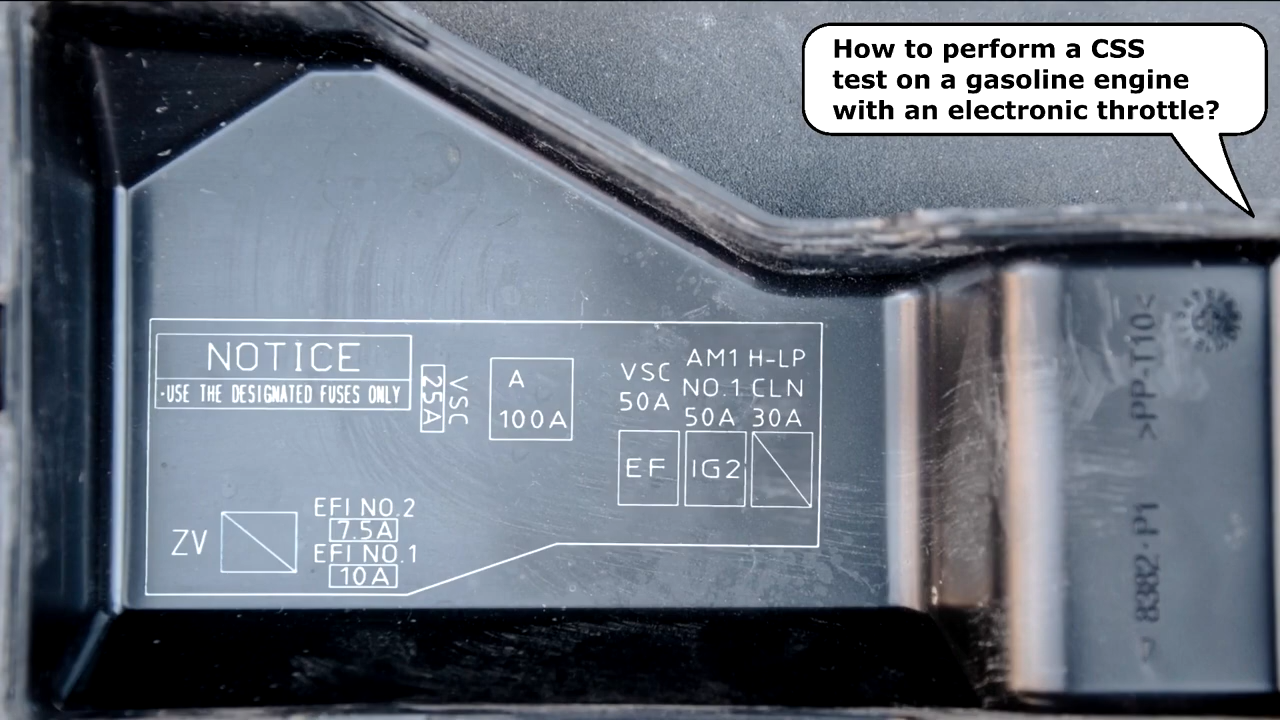 How to perform a CSS
test on a gasoline engine
with an electronic throttle?
NOTICE
·USE THE DESIGNATED FUSES ONLY
25A
VSC
A
100A
VSC
50A
AM1
NO.1
50A
H-LP
CLN
30A
EF
IG2
ZV
EFI NO.2
7.5A
EFI NO.1
10A
>PP-T10<
8382·P1